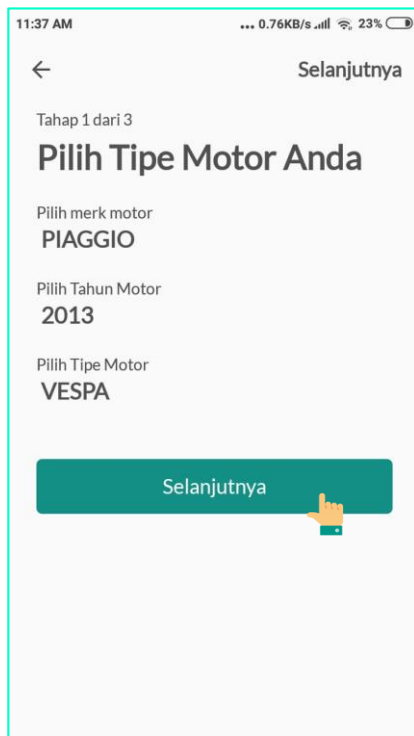 11:37 AM ... 0.76KB/s 23%
Selanjutnya
Tahap 1 dari 3
Pilih Tipe Motor Anda
Pilih merk motor
PIAGGIO
Pilih Tahun Motor
2013
Pilih Tipe Motor
VESPA
Selanjutnya